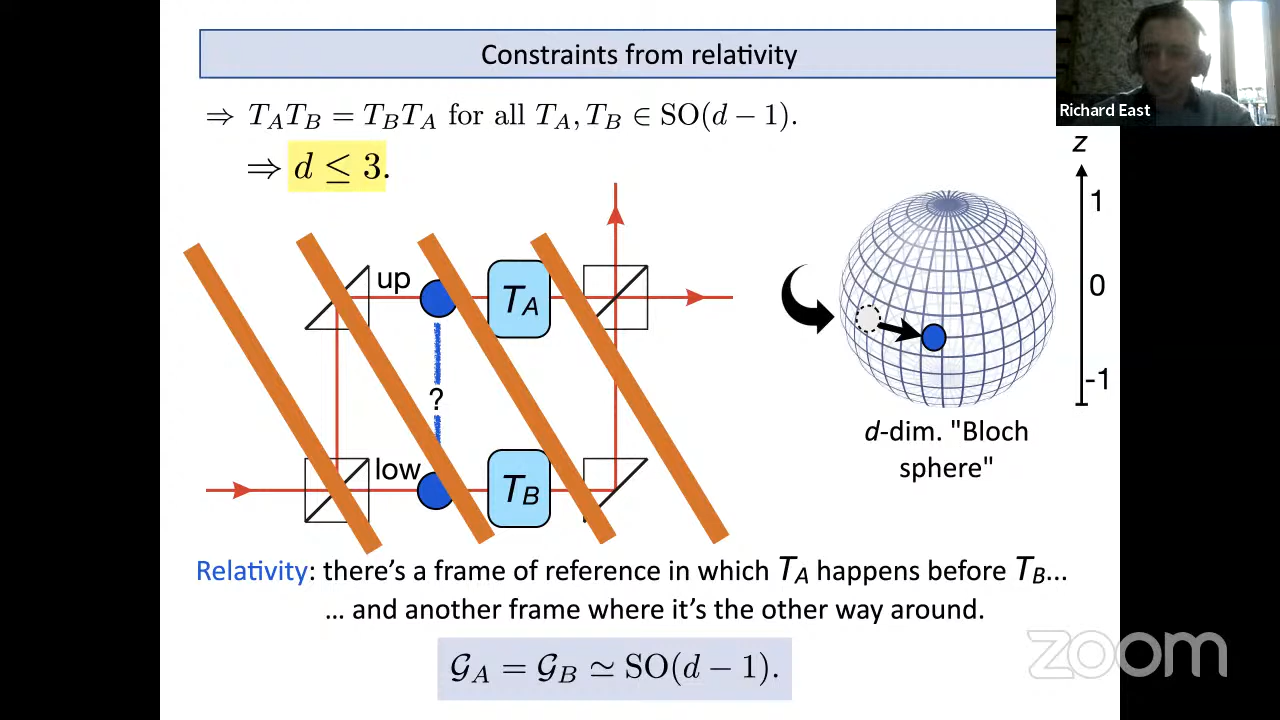 Constraints from relativity
Richard East
⇒ T_A T_B = T_B T_A for all T_A, T_B ∈ SO(d − 1).
⇒ d ≤ 3.
z
1
0
-1
up
T_A
?
low
T_B
d-dim. "Bloch
sphere"
Relativity: there's a frame of reference in which T_A happens before T_B...
... and another frame where it's the other way around.
𝒢_A = 𝒢_B ≃ SO(d − 1).
zoom